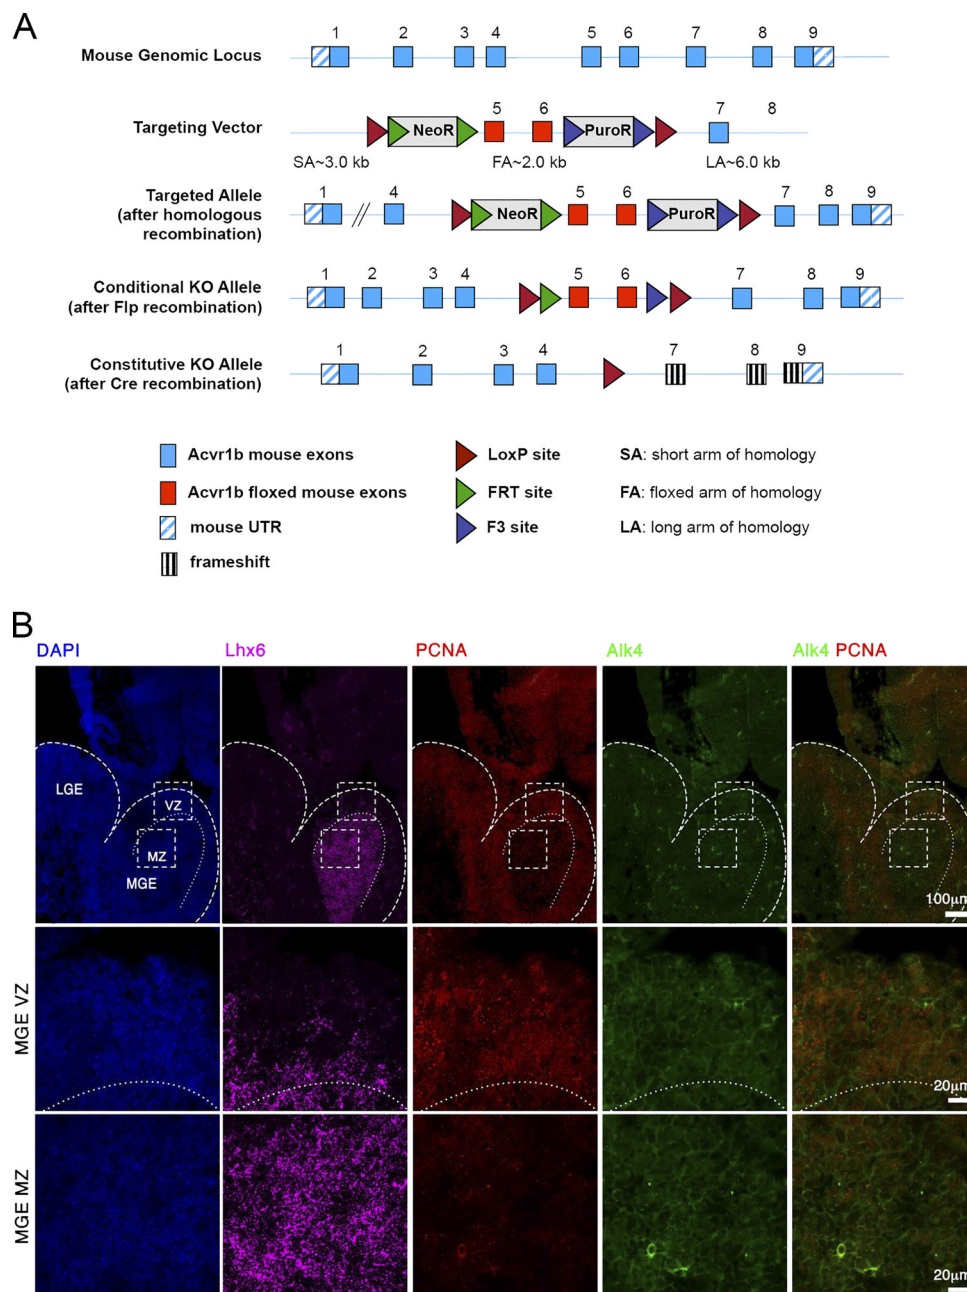 A
Mouse Genomic Locus
1 2 3 4 5 6 7 8 9
Targeting Vector
NeoR 5 6 PuroR 7 8
SA~3.0 kb FA~2.0 kb LA~6.0 kb
Targeted Allele
(after homologous
recombination)
1 4 NeoR 5 6 PuroR 7 8 9
Conditional KO Allele
(after Flp recombination)
1 2 3 4 5 6 7 8 9
Constitutive KO Allele
(after Cre recombination)
1 2 3 4 7 8 9
Acvr1b mouse exons
Acvr1b floxed mouse exons
mouse UTR
frameshift
LoxP site
FRT site
F3 site
SA: short arm of homology
FA: floxed arm of homology
LA: long arm of homology
B
DAPI Lhx6 PCNA Alk4 Alk4 PCNA
LGE
VZ
MZ
MGE
100μm
MGE VZ
20μm
MGE MZ
20μm